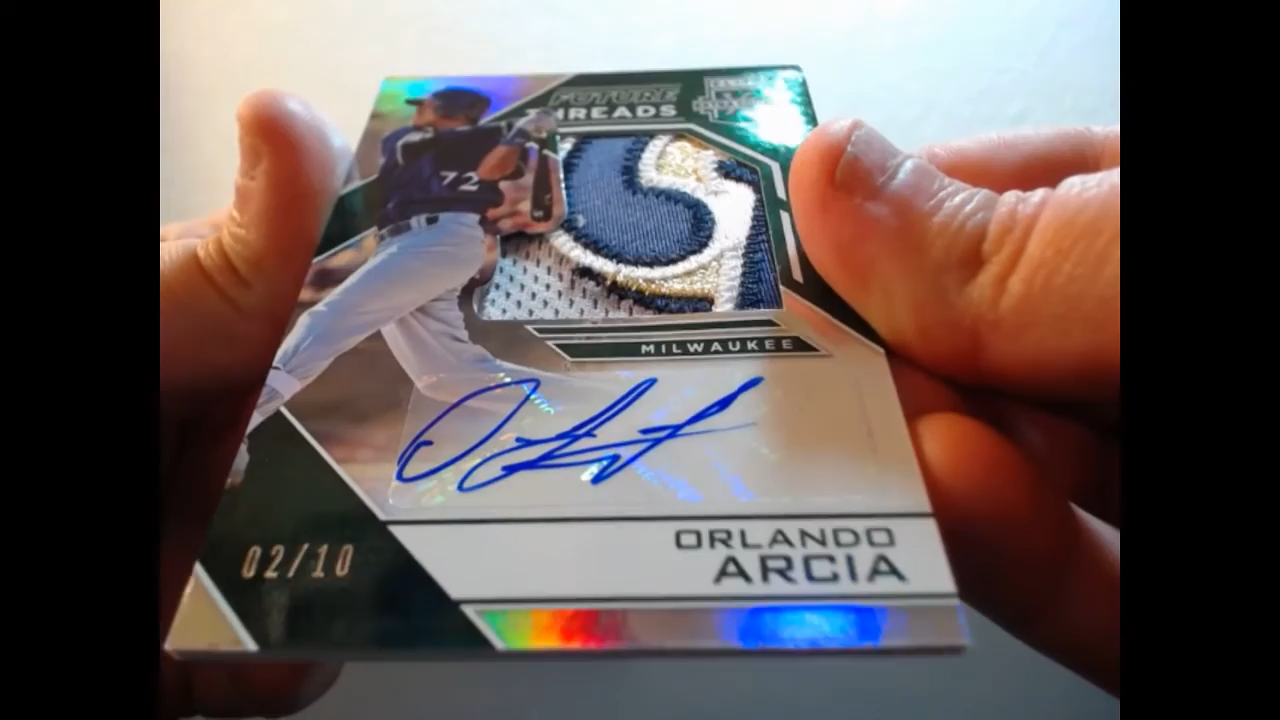 FUTURE
THREADS
72
MILWAUKEE
02/10
ORLANDO
ARCIA